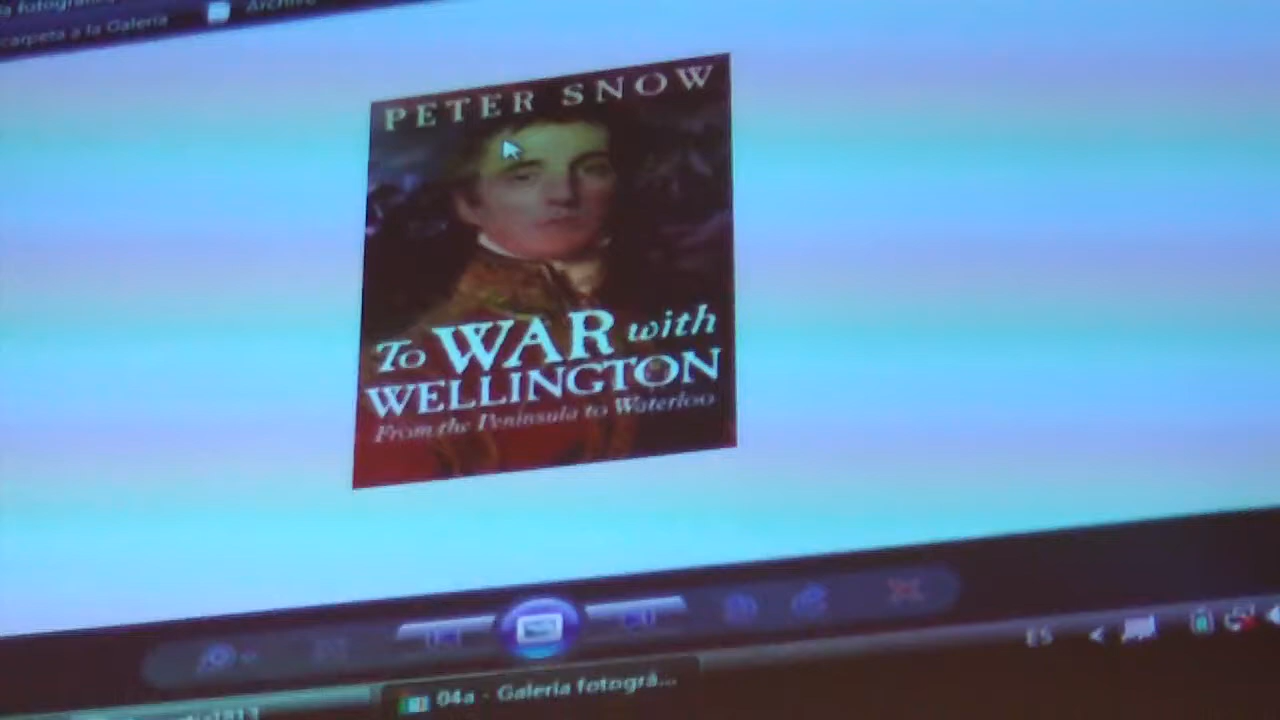 carpeta a la Galería
Archivo
PETER SNOW
To WAR with
WELLINGTON
From the Peninsula to Waterloo
ES
04a - Galería fotográ...